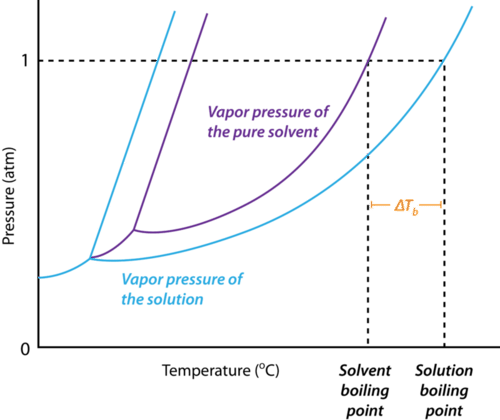 1
Vapor pressure of
the pure solvent
Pressure (atm)
ΔTb
Vapor pressure of
the solution
0
Temperature (°C)
Solvent
boiling
point
Solution
boiling
point